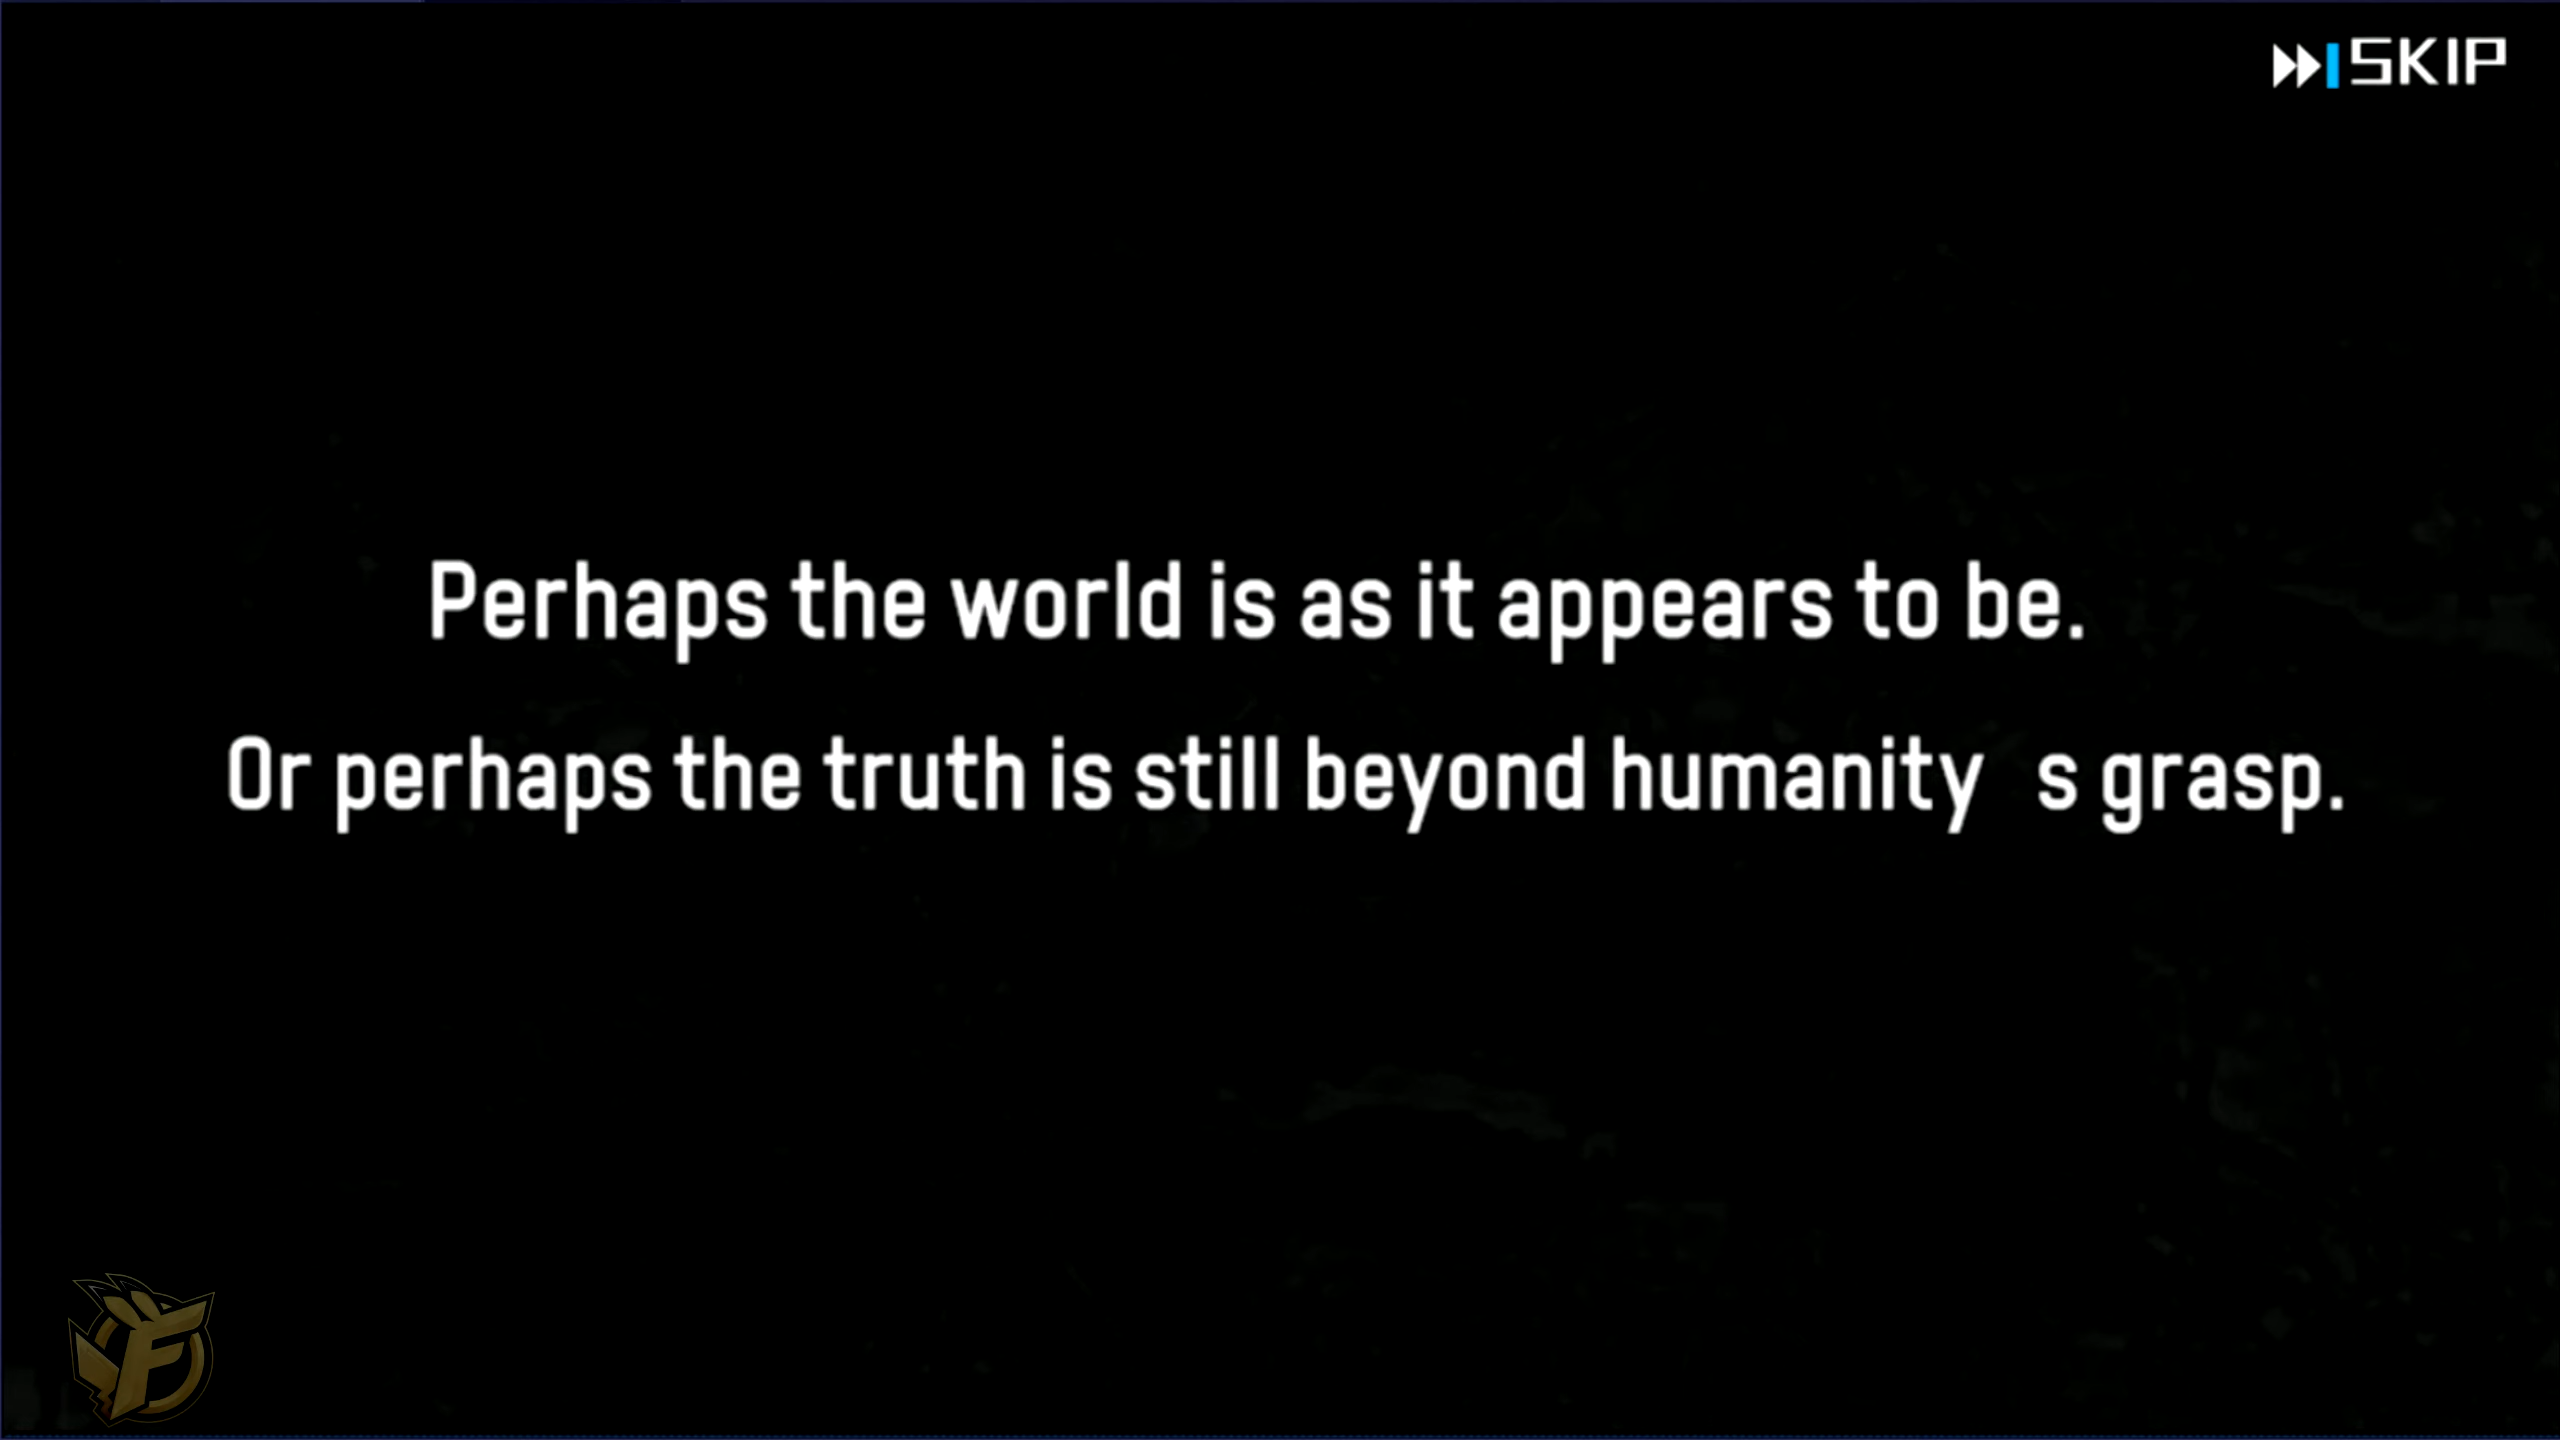 SKIP
Perhaps the world is as it appears to be.
Or perhaps the truth is still beyond humanity s grasp.
F